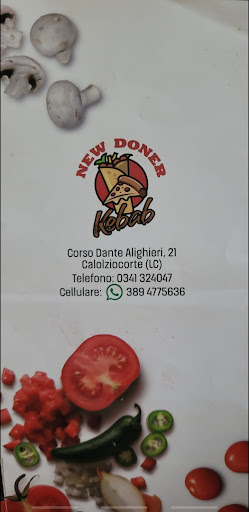 NEW DONER
Kebab
Corso Dante Alighieri, 21
Calolziocorte (LC)
Telefono: 0341 324047
Cellulare: 389 4775636